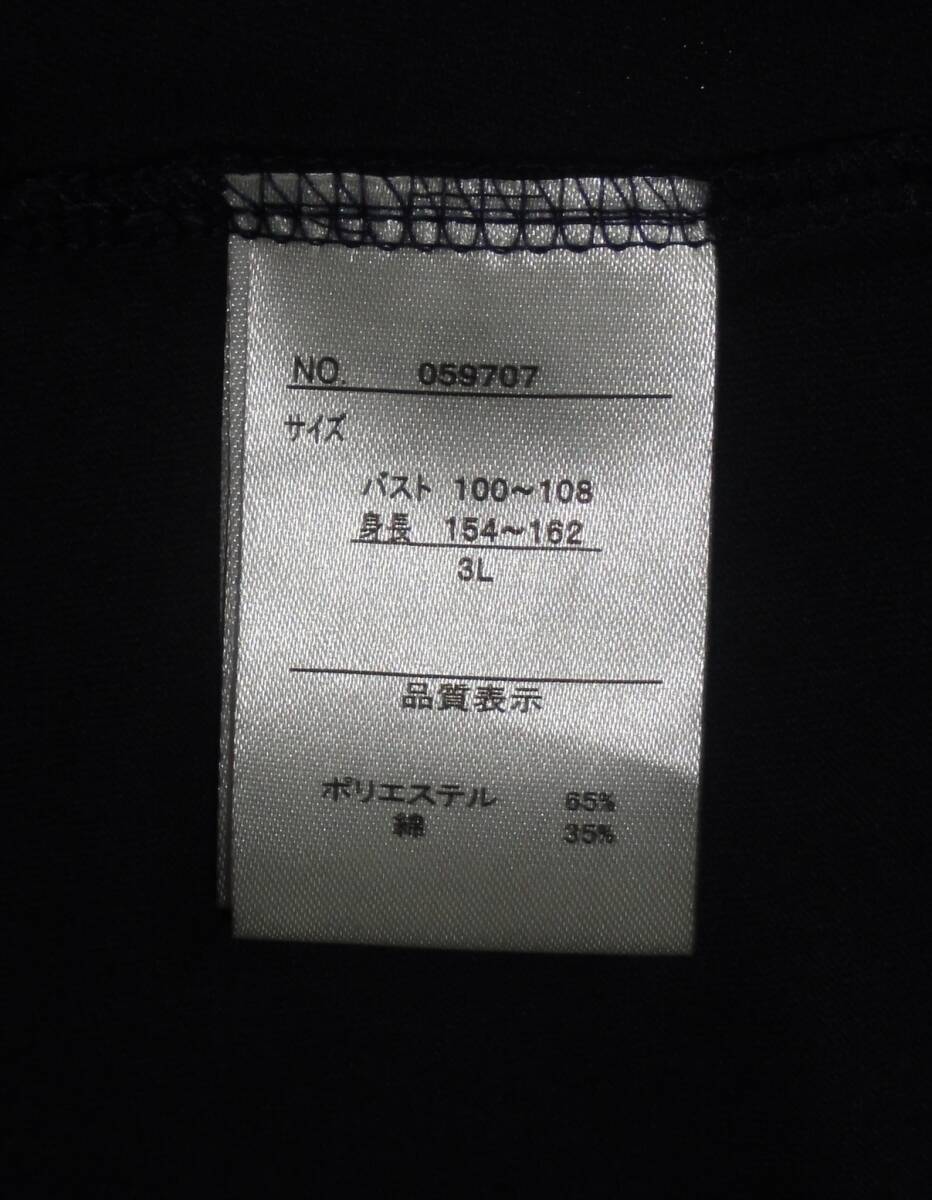 NO. 059707
サイズ
バスト 100~108
身長 154~162
3L
品質表示
ポリエステル 65%
綿 35%